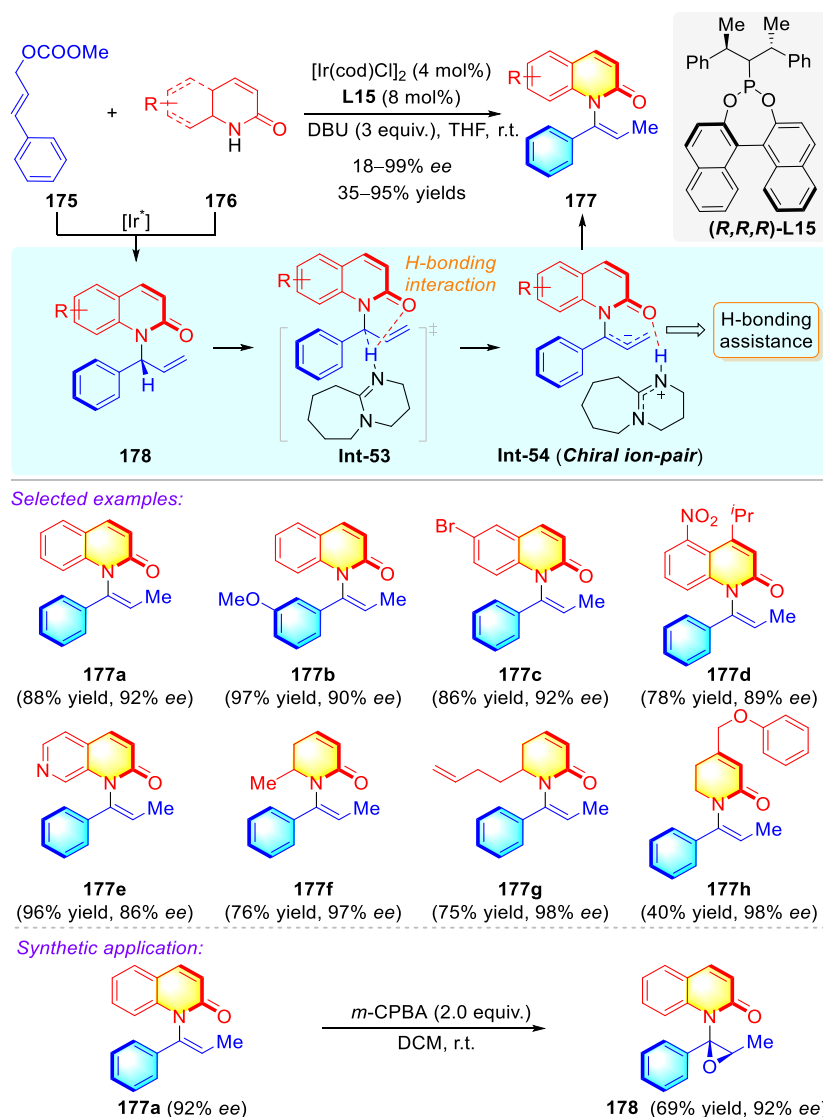 OCOOMe
175
+
R
N
H
O
176
[Ir(cod)Cl]2 (4 mol%)
L15 (8 mol%)
DBU (3 equiv.), THF, r.t.
18–99% ee
35–95% yields
R
N
O
Me
177
Me Me
Ph Ph
P
O O
(R,R,R)-L15
[Ir*]
R
N
O
H
178
R
N
O
H-bonding
interaction
H
N
N
‡
Int-53
R
N
O
−
H
N
N
+
Int-54 (Chiral ion-pair)
H-bonding
assistance
Selected examples:
N
O
Me
177a
(88% yield, 92% ee)
N
O
MeO
Me
177b
(97% yield, 90% ee)
Br
N
O
Me
177c
(86% yield, 92% ee)
NO2
iPr
N
O
Me
177d
(78% yield, 89% ee)
N
N
O
Me
177e
(96% yield, 86% ee)
Me
N
O
Me
177f
(76% yield, 97% ee)
N
O
Me
177g
(75% yield, 98% ee)
O
N
O
Me
177h
(40% yield, 98% ee)
Synthetic application:
N
O
Me
177a (92% ee)
m-CPBA (2.0 equiv.)
DCM, r.t.
N
O
Me
O
178 (69% yield, 92% ee)